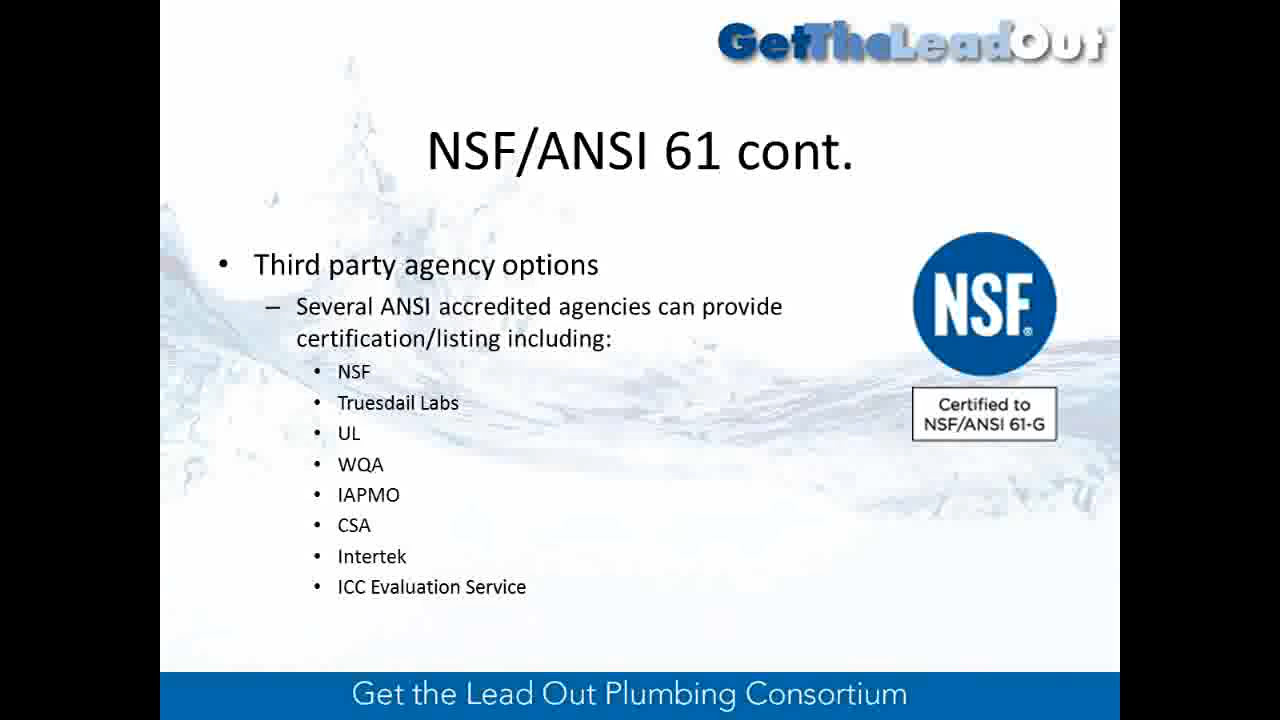 GetTheLeadOut
NSF/ANSI 61 cont.
• Third party agency options
– Several ANSI accredited agencies can provide
certification/listing including:
• NSF
• Truesdail Labs
• UL
• WQA
• IAPMO
• CSA
• Intertek
• ICC Evaluation Service
NSF®
Certified to
NSF/ANSI 61-G
Get the Lead Out Plumbing Consortium